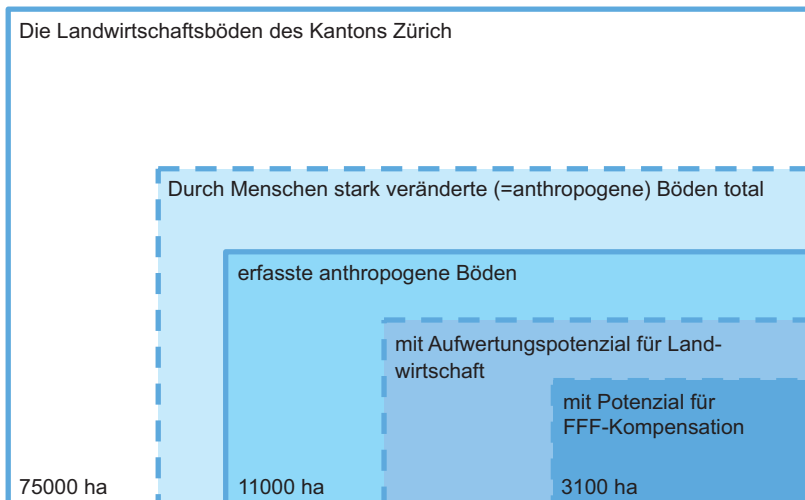 Die Landwirtschaftsböden des Kantons Zürich
Durch Menschen stark veränderte (=anthropogene) Böden total
erfasste anthropogene Böden
mit Aufwertungspotenzial für Land-
wirtschaft
mit Potenzial für
FFF-Kompensation
75000 ha
11000 ha
3100 ha